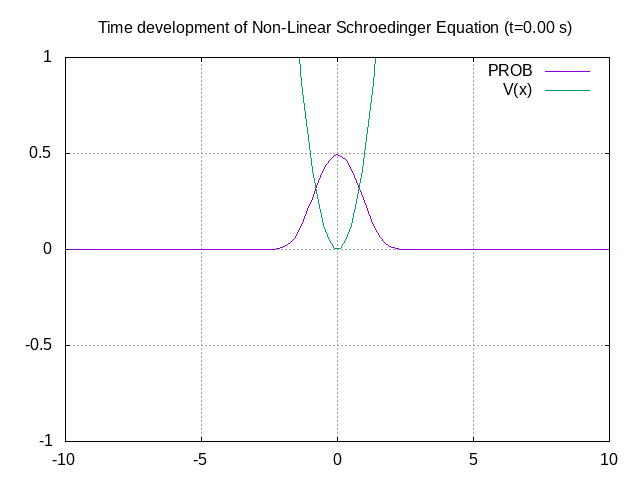 Time development of Non-Linear Schroedinger Equation (t=0.00 s)
1
PROB
V(x)
0.5
0
-0.5
-1
-10 -5 0 5 10